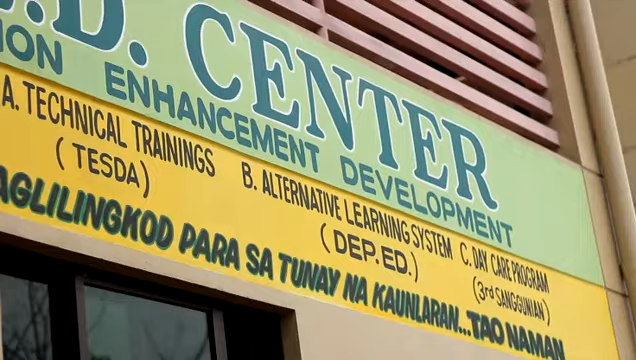 .D. CENTER
ION ENHANCEMENT DEVELOPMENT
A. TECHNICAL TRAININGS B. ALTERNATIVE LEARNING SYSTEM C. DAY CARE PROGRAM
(TESDA) (DEP.ED.) (3rd SANGGUNIAN)
AGLILINGKOD PARA SA TUNAY NA KAUNLARAN...TAO NAMAN